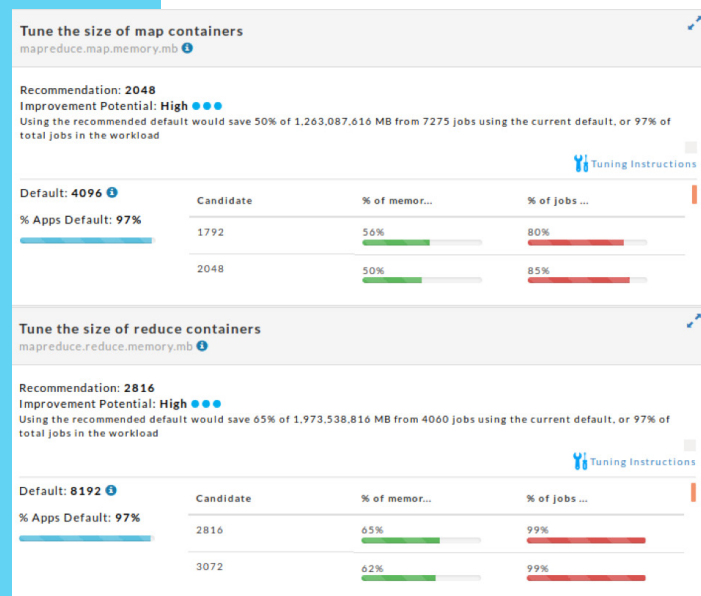 Tune the size of map containers
mapreduce.map.memory.mb
Recommendation: 2048
Improvement Potential: High
Using the recommended default would save 50% of 1,263,087,616 MB from 7275 jobs using the current default, or 97% of
total jobs in the workload
Tuning Instructions
Default: 4096
% Apps Default: 97%
Candidate % of memor... % of jobs ...
1792 56% 80%
2048 50% 85%
Tune the size of reduce containers
mapreduce.reduce.memory.mb
Recommendation: 2816
Improvement Potential: High
Using the recommended default would save 65% of 1,973,538,816 MB from 4060 jobs using the current default, or 97% of
total jobs in the workload
Tuning Instructions
Default: 8192
% Apps Default: 97%
Candidate % of memor... % of jobs ...
2816 65% 99%
3072 62% 99%